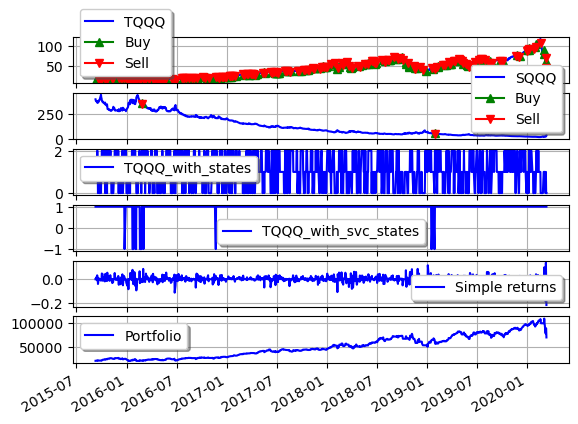 TQQQ
Buy
Sell
100
50
SQQQ
Buy
Sell
250
0
2
TQQQ_with_states
0
1
0
TQQQ_with_svc_states
−1
0.0
Simple returns
−0.2
100000
Portfolio
50000
2015-07
2016-01
2016-07
2017-01
2017-07
2018-01
2018-07
2019-01
2019-07
2020-01